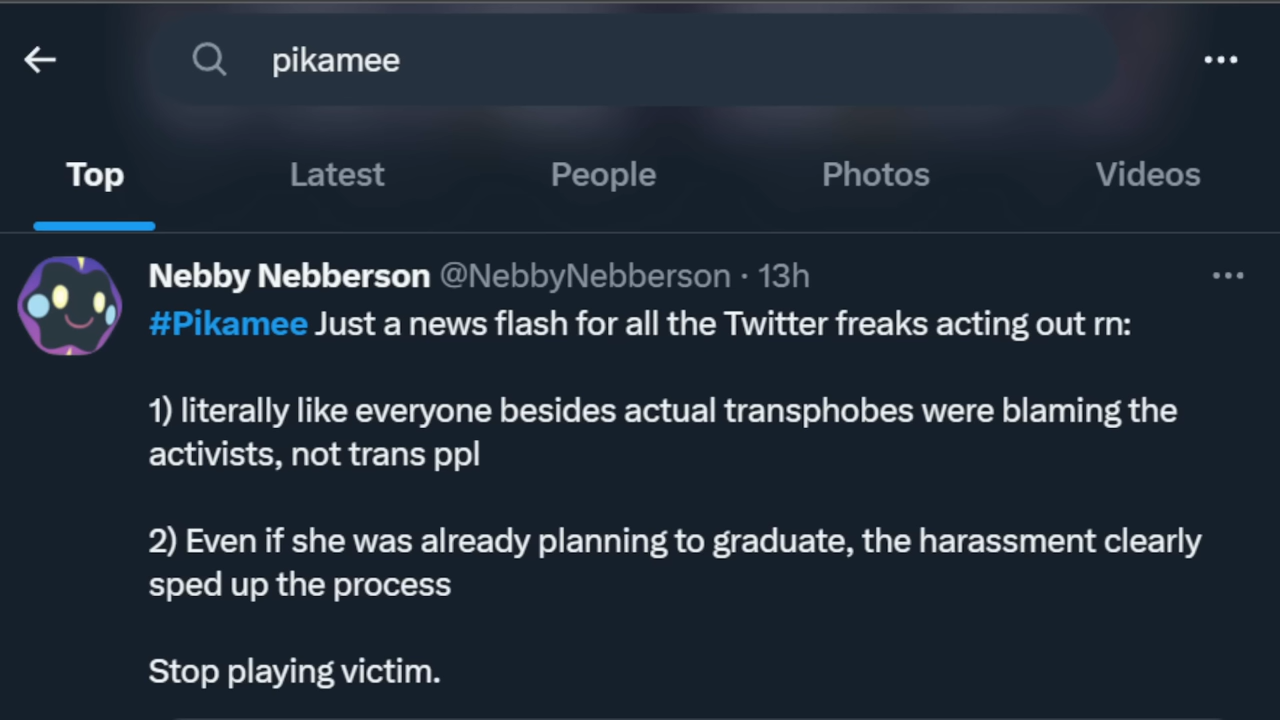 pikamee
Top Latest People Photos Videos
Nebby Nebberson @NebbyNebberson · 13h
#Pikamee Just a news flash for all the Twitter freaks acting out rn:
1) literally like everyone besides actual transphobes were blaming the
activists, not trans ppl
2) Even if she was already planning to graduate, the harassment clearly
sped up the process
Stop playing victim.